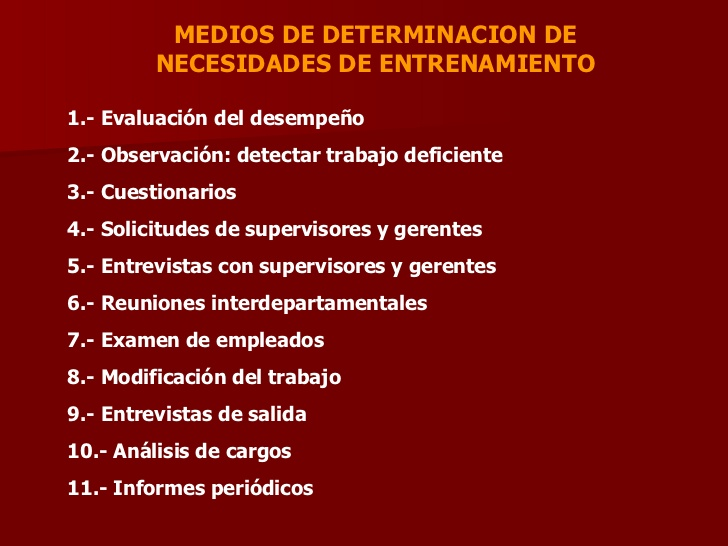 MEDIOS DE DETERMINACION DE
NECESIDADES DE ENTRENAMIENTO
1.- Evaluación del desempeño
2.- Observación: detectar trabajo deficiente
3.- Cuestionarios
4.- Solicitudes de supervisores y gerentes
5.- Entrevistas con supervisores y gerentes
6.- Reuniones interdepartamentales
7.- Examen de empleados
8.- Modificación del trabajo
9.- Entrevistas de salida
10.- Análisis de cargos
11.- Informes periódicos